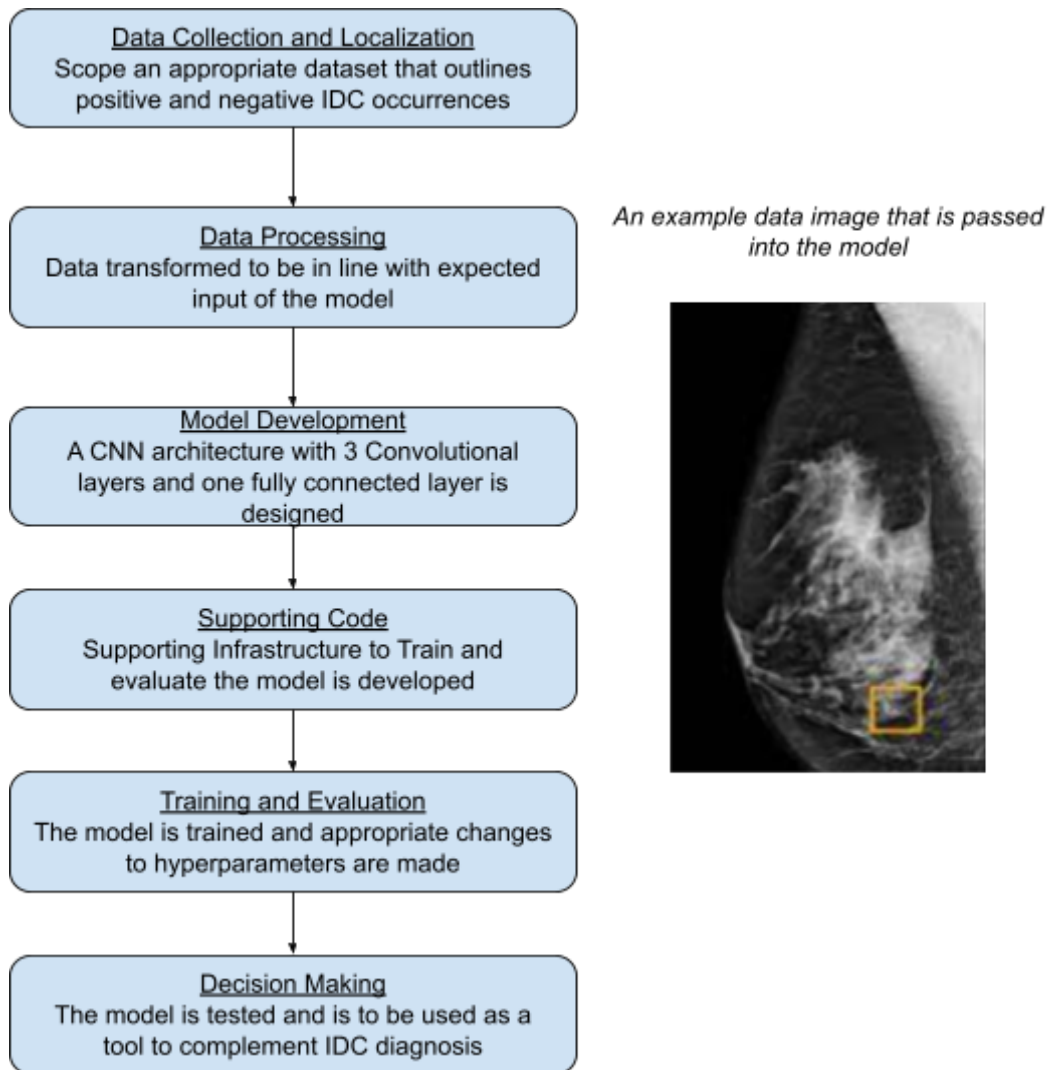 Data Collection and Localization
Scope an appropriate dataset that outlines
positive and negative IDC occurrences
Data Processing
Data transformed to be in line with expected
input of the model
Model Development
A CNN architecture with 3 Convolutional
layers and one fully connected layer is
designed
Supporting Code
Supporting Infrastructure to Train and
evaluate the model is developed
Training and Evaluation
The model is trained and appropriate changes
to hyperparameters are made
Decision Making
The model is tested and is to be used as a
tool to complement IDC diagnosis
An example data image that is passed
into the model